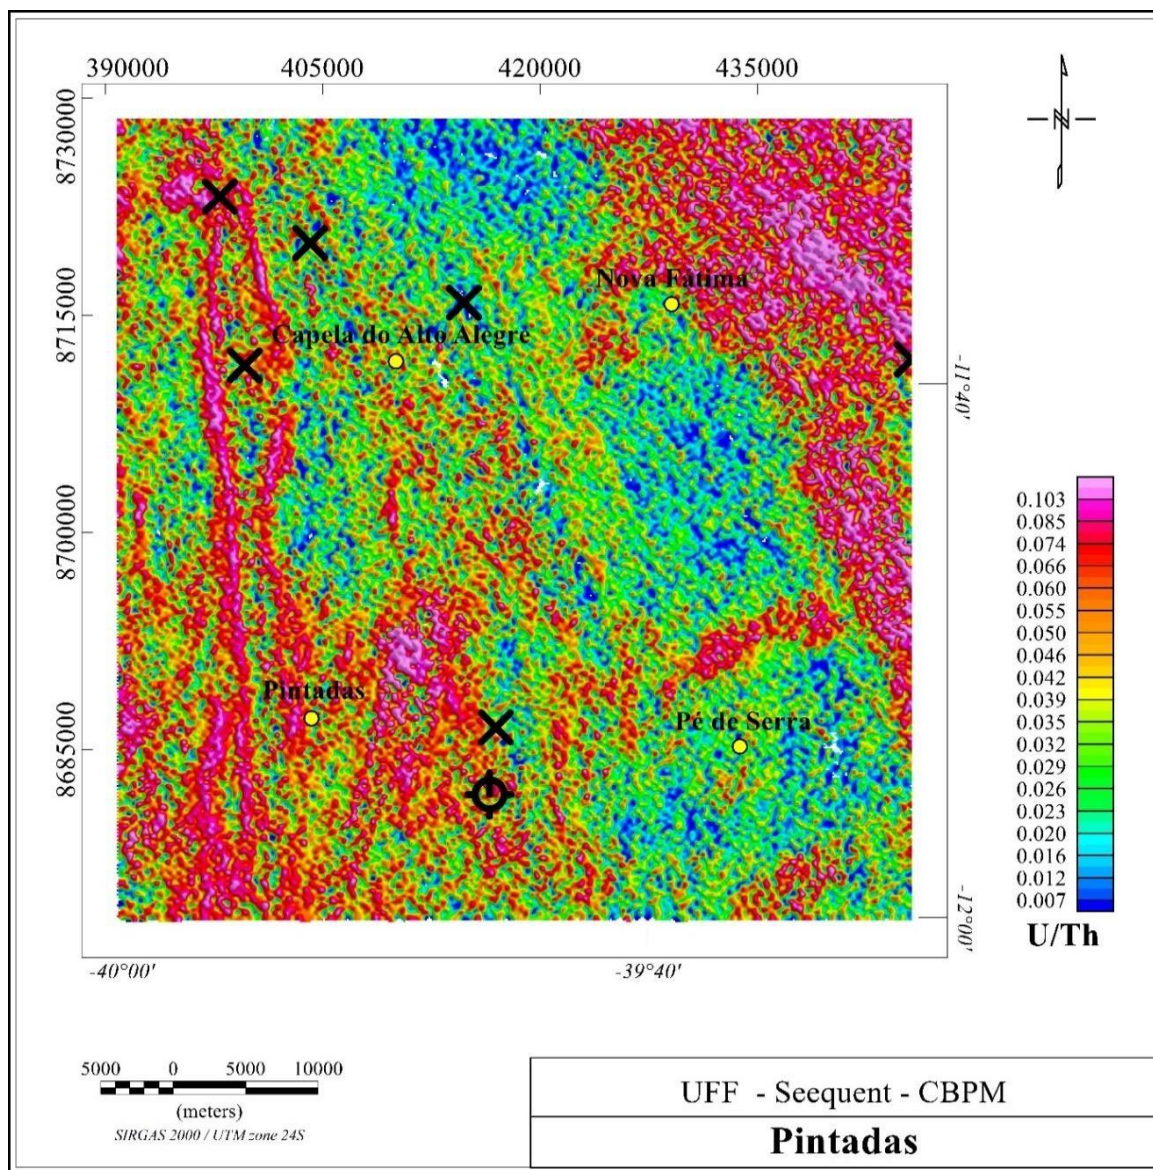 390000 405000 420000 435000
8730000
8715000
8700000
8685000
N
Nova Fatima
Capela do Alto Alegre
Pintadas
Pé de Serra
-11°40'
-12°00'
-40°00' -39°40'
0.103
0.085
0.074
0.066
0.060
0.055
0.050
0.046
0.042
0.039
0.035
0.032
0.029
0.026
0.023
0.020
0.016
0.012
0.007
U/Th
5000 0 5000 10000
(meters)
SIRGAS 2000 / UTM zone 24S
UFF - Seequent - CBPM
Pintadas